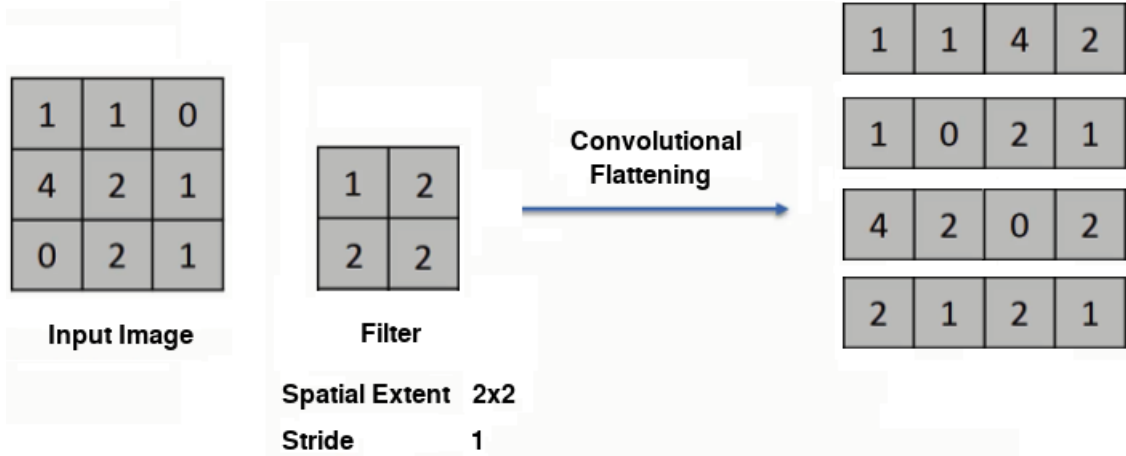 1 1 0
4 2 1
0 2 1
Input Image
1 2
2 2
Filter
Spatial Extent 2x2
Stride 1
Convolutional
Flattening
1 1 4 2
1 0 2 1
4 2 0 2
2 1 2 1